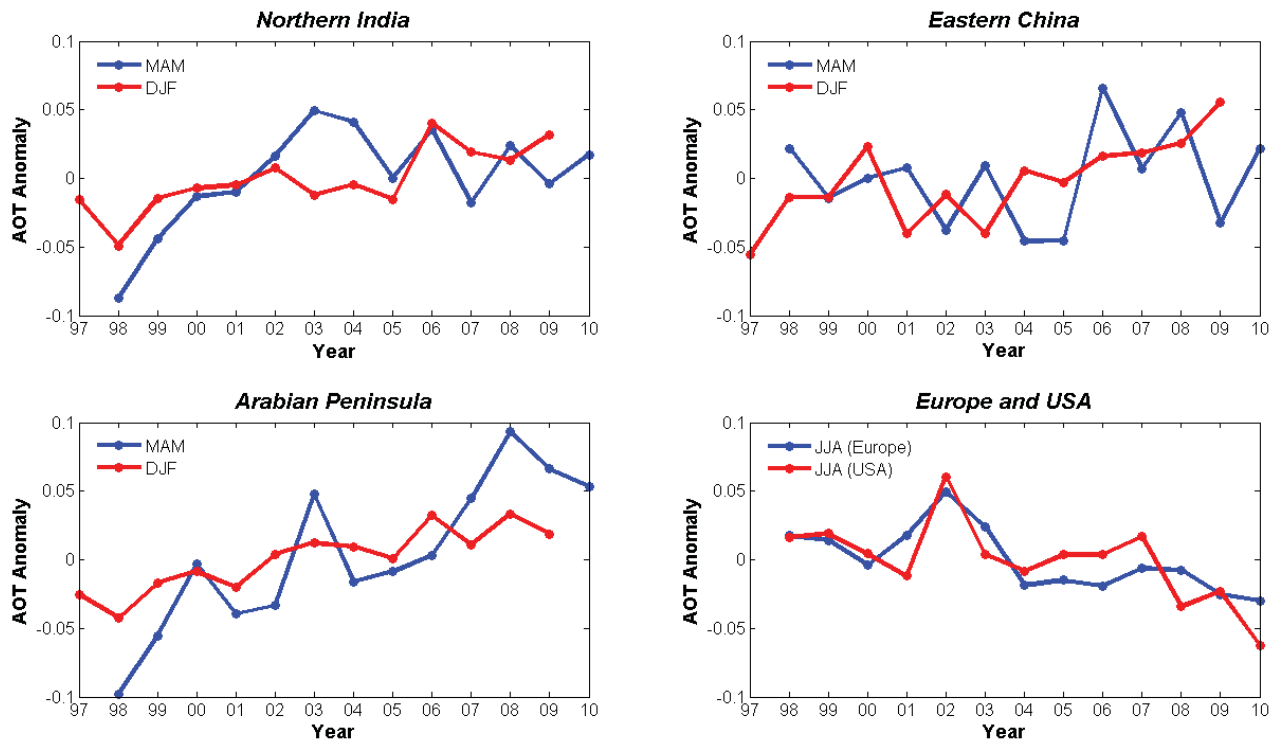 Northern India
0.1
0.05
0
-0.05
-0.1
AOT Anomaly
MAM
DJF
97 98 99 00 01 02 03 04 05 06 07 08 09 10
Year
Eastern China
0.1
0.05
0
-0.05
-0.1
AOT Anomaly
MAM
DJF
97 98 99 00 01 02 03 04 05 06 07 08 09 10
Year
Arabian Peninsula
0.1
0.05
0
-0.05
-0.1
AOT Anomaly
MAM
DJF
97 98 99 00 01 02 03 04 05 06 07 08 09 10
Year
Europe and USA
0.1
0.05
0
-0.05
-0.1
AOT Anomaly
JJA (Europe)
JJA (USA)
97 98 99 00 01 02 03 04 05 06 07 08 09 10
Year